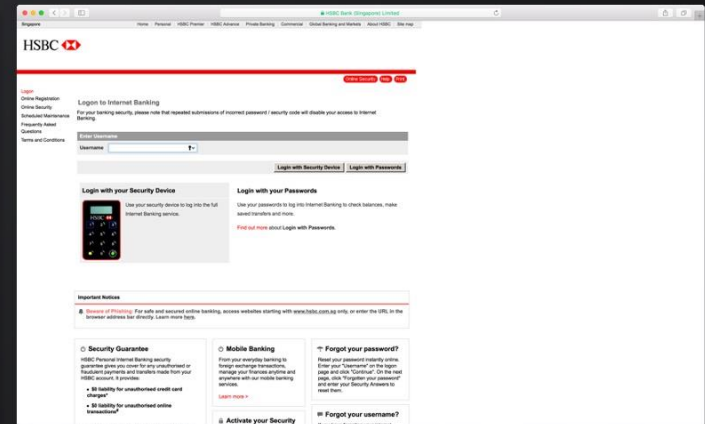 HSBC Bank (Singapore) Limited
Singapore
Home Personal HSBC Premier HSBC Advance Private Banking Commercial Global Banking and Markets About HSBC Site map
HSBC
Online Security Help Print
Logon
Online Registration
Online Security
Scheduled Maintenance
Frequently Asked
Questions
Terms and Conditions
Logon to Internet Banking
For your banking security, please note that repeated submissions of incorrect password / security code will disable your access to Internet
Banking.
Enter Username
Username
Login with Security Device Login with Passwords
Login with your Security Device
Use your security device to log into the full
Internet Banking service.
HSBC
Login with your Passwords
Use your passwords to log into Internet Banking to check balances, make
saved transfers and more.
Find out more about Login with Passwords.
Important Notices
Beware of Phishing: For safe and secured online banking, access websites starting with www.hsbc.com.sg only, or enter the URL in the
browser address bar directly. Learn more here.
Security Guarantee
HSBC Personal Internet Banking security
guarantee gives you cover for any unauthorised or
fraudulent payments and transfers made from your
HSBC account. It provides:
• $0 liability for unauthorised credit card
charges*
• $0 liability for unauthorised online
transactions#
Mobile Banking
From your everyday banking to
foreign exchange transactions,
manage your finances anytime and
anywhere with our mobile banking
services.
Learn more »
Activate your Security
Forgot your password?
Reset your password instantly online.
Enter your "Username" on the logon
page and click "Continue". On the next
page, click "Forgotten your password"
and enter your Security Answers to
reset them.
Forgot your username?